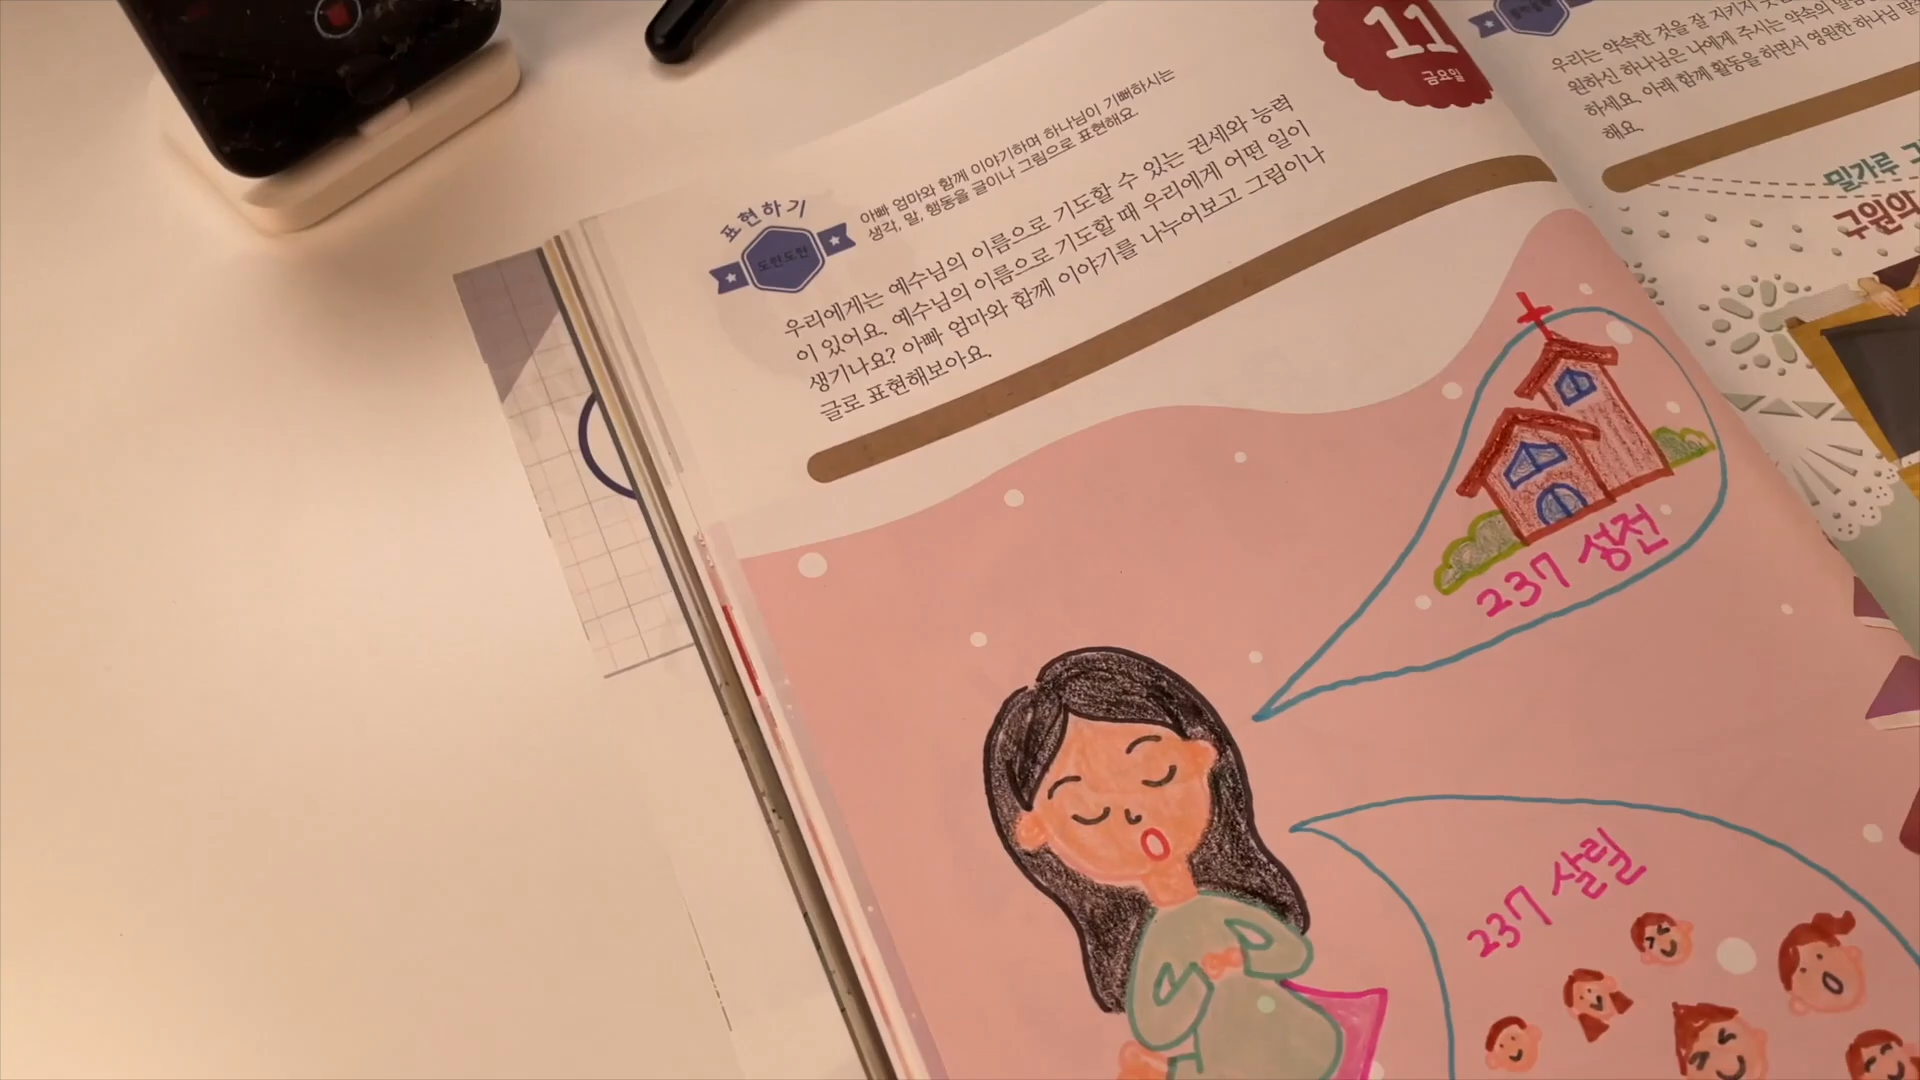 11
금요일
표현하기
도란도란
아빠 엄마와 함께 이야기하며 하나님이 기뻐하시는
생각, 말, 행동을 글이나 그림으로 표현해요.
우리에게는 예수님의 이름으로 기도할 수 있는 권세와 능력
이 있어요. 예수님의 이름으로 기도할 때 우리에게 어떤 일이
생기나요? 아빠 엄마와 함께 이야기를 나누어보고 그림이나
글로 표현해보아요.
237 성전
237 살릴
우리는 약속한 것을 잘 지키지
원하신 하나님은 나에게 주시는 약속의
하세요. 아래 함께 활동을 하면서 영원한 하나님
해요.
밀가루
구원의